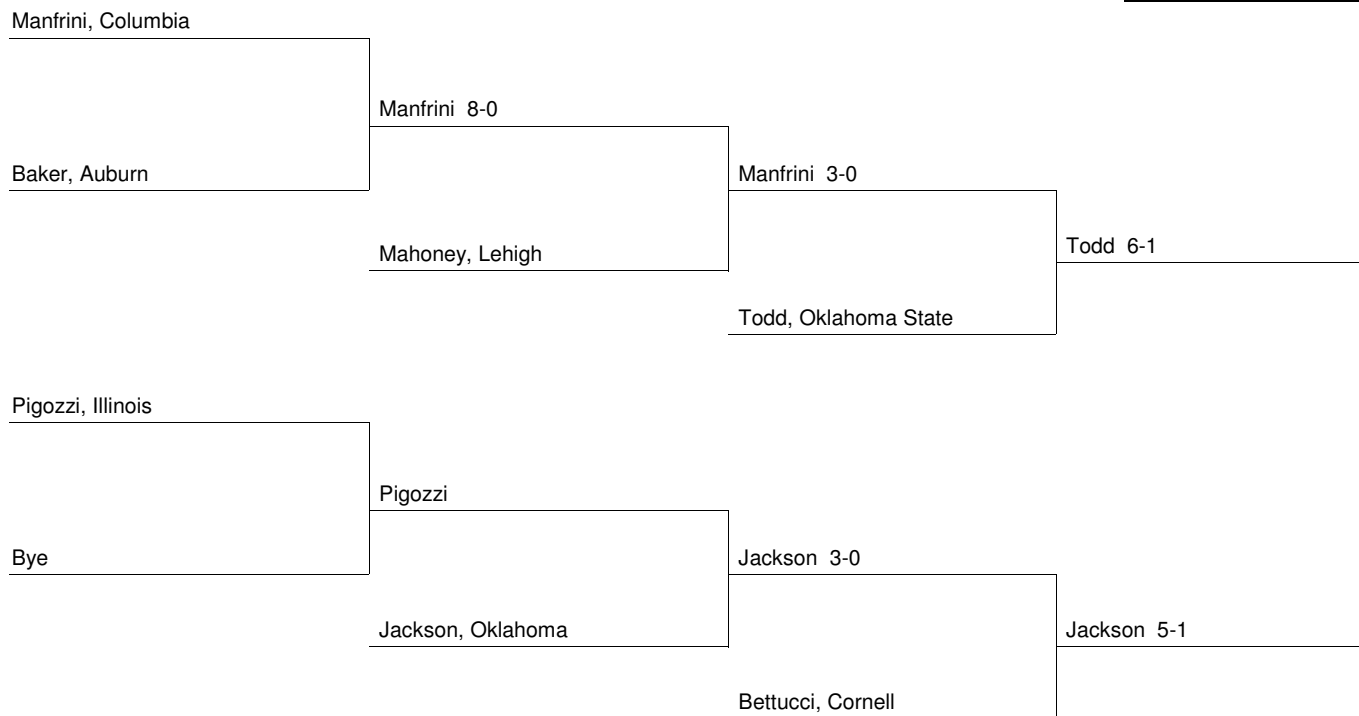 Manfrini, Columbia
Manfrini 8-0
Baker, Auburn
Manfrini 3-0
Mahoney, Lehigh
Todd 6-1
Todd, Oklahoma State
Pigozzi, Illinois
Pigozzi
Bye
Jackson 3-0
Jackson, Oklahoma
Jackson 5-1
Bettucci, Cornell